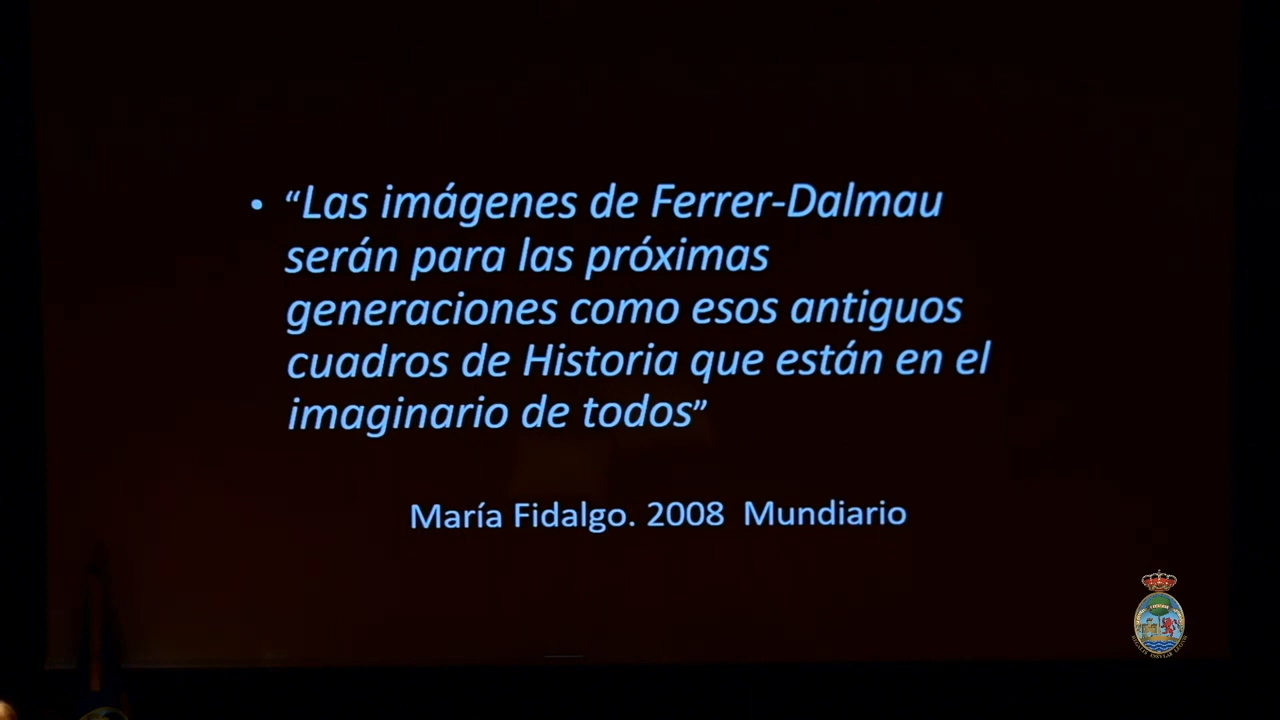 • “Las imágenes de Ferrer-Dalmau
serán para las próximas
generaciones como esos antiguos
cuadros de Historia que están en el
imaginario de todos”
María Fidalgo. 2008 Mundiario